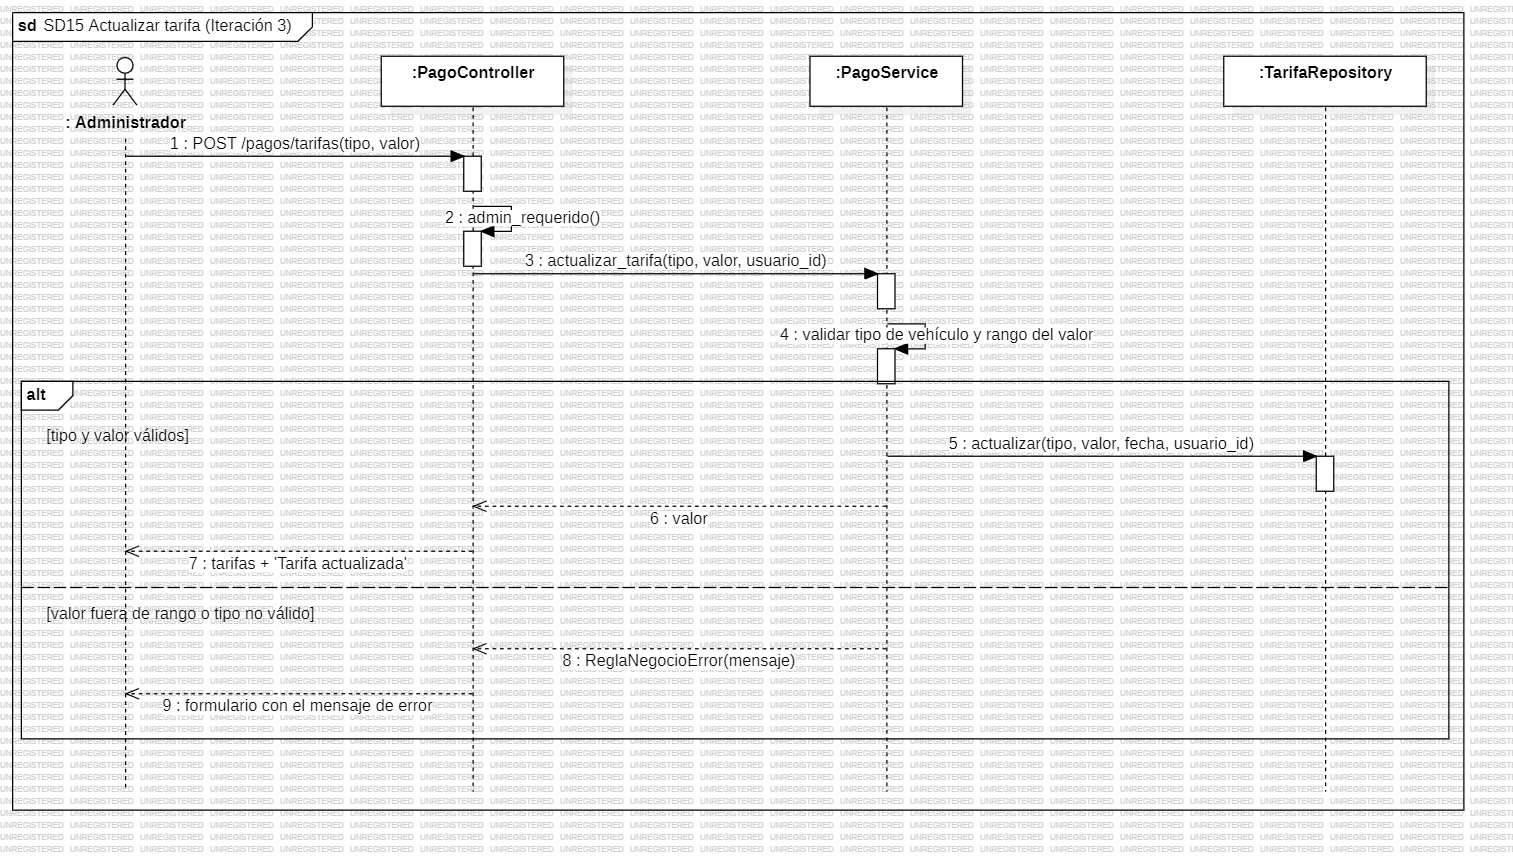 sd SD15 Actualizar tarifa (Iteración 3)
: Administrador
:PagoController
:PagoService
:TarifaRepository
1 : POST /pagos/tarifas(tipo, valor)
2 : admin_requerido()
3 : actualizar_tarifa(tipo, valor, usuario_id)
4 : validar tipo de vehículo y rango del valor
alt
[tipo y valor válidos]
5 : actualizar(tipo, valor, fecha, usuario_id)
6 : valor
7 : tarifas + 'Tarifa actualizada'
[valor fuera de rango o tipo no válido]
8 : ReglaNegocioError(mensaje)
9 : formulario con el mensaje de error
UNREGISTERED